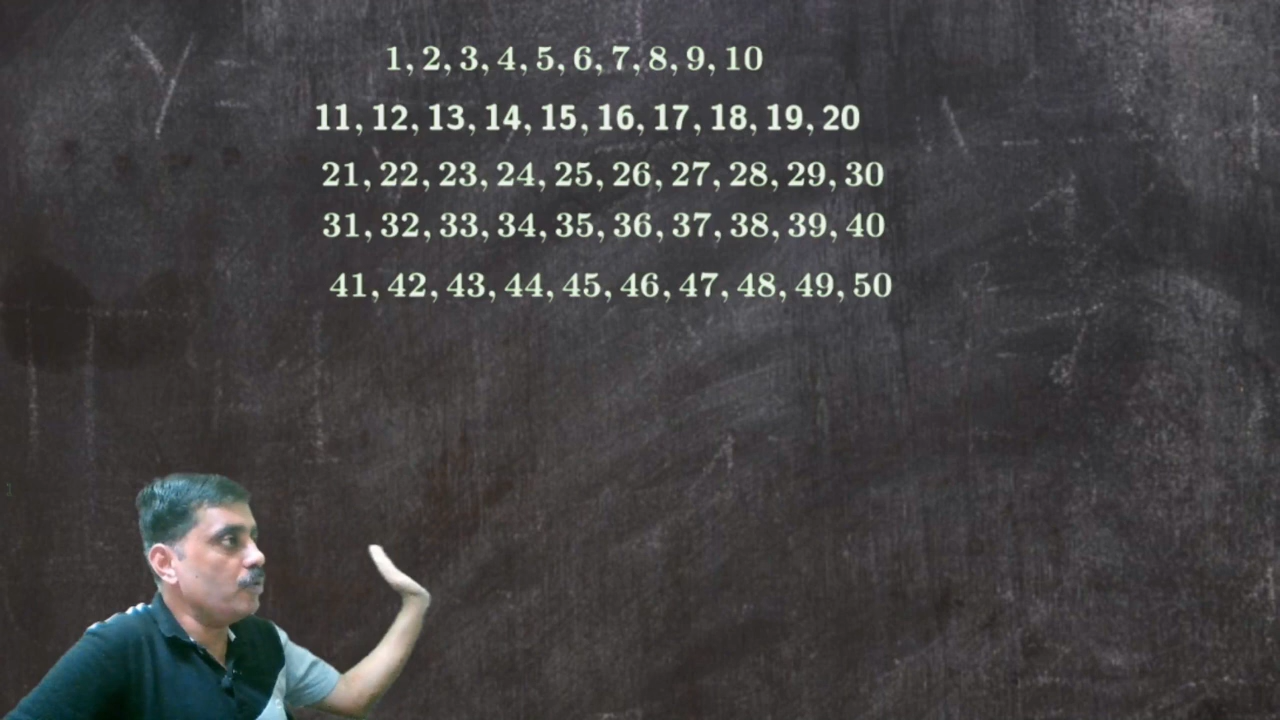 1, 2, 3, 4, 5, 6, 7, 8, 9, 10
11, 12, 13, 14, 15, 16, 17, 18, 19, 20
21, 22, 23, 24, 25, 26, 27, 28, 29, 30
31, 32, 33, 34, 35, 36, 37, 38, 39, 40
41, 42, 43, 44, 45, 46, 47, 48, 49, 50